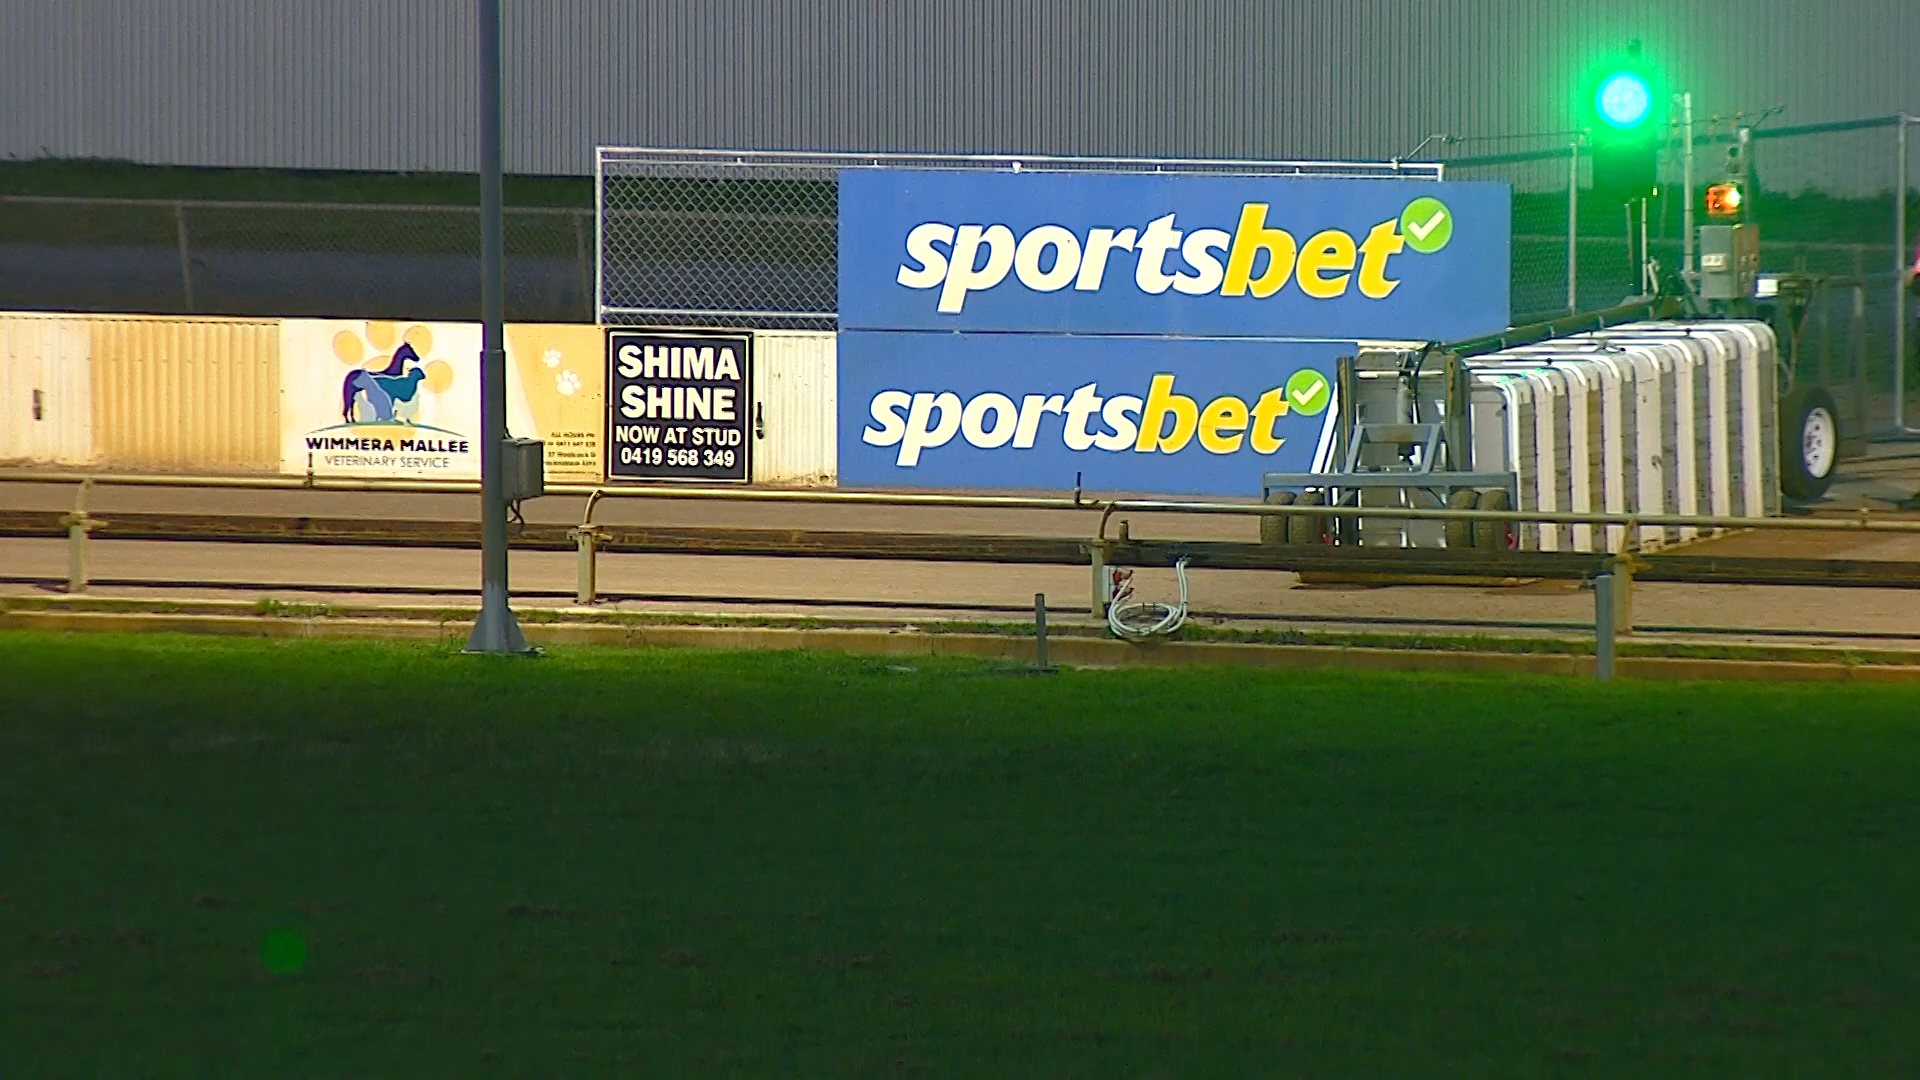 sportsbet
sportsbet
WIMMERA MALLEE
VETERINARY SERVICE
SHIMA
SHINE
NOW AT STUD
0419 568 349